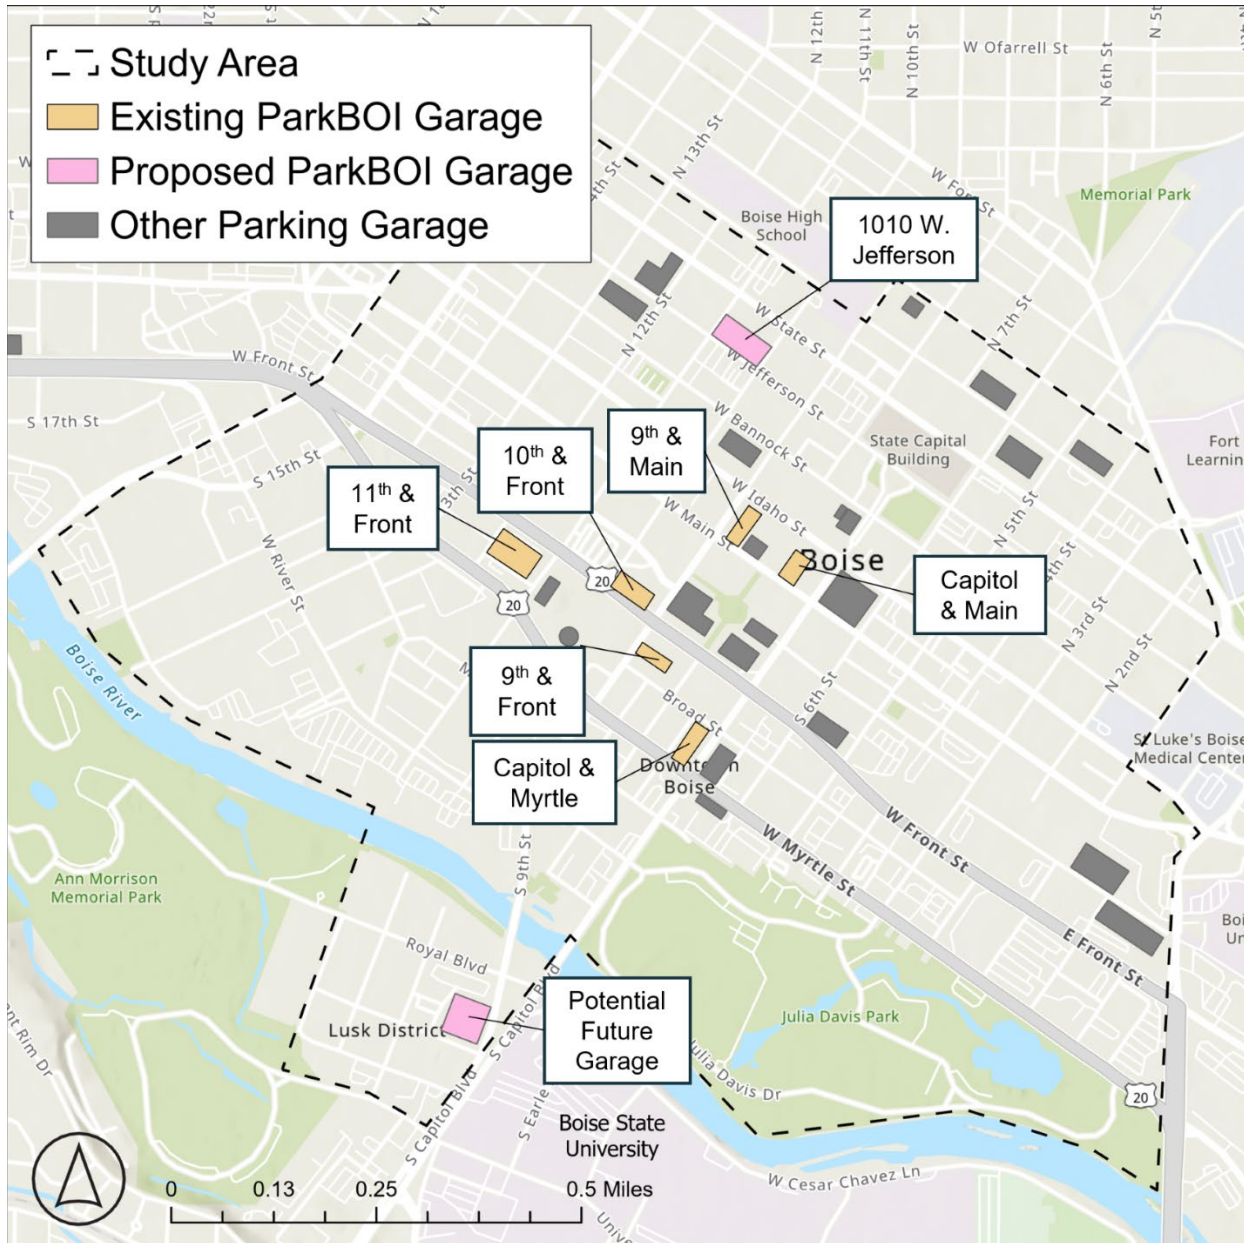 Study Area
Existing ParkBOI Garage
Proposed ParkBOI Garage
Other Parking Garage
N 12th St
N 11th St
N 10th St
W Ofarrell St
N 6th St
N 13th St
W Fort St
Memorial Park
Boise High
School
1010 W.
Jefferson
N 12th St
W State St
N 7th St
W Front St
W Jefferson St
S 17th St
W Bannock St
State Capital
Building
Fort
Learnin
S 15th St
10th &
Front
9th &
Main
11th &
Front
W Idaho St
W Main St
N 5th St
W River St
20
20
Boise
Capitol
& Main
N 3rd St
N 2nd St
Boise River
9th &
Front
Broad St
S 6th St
St Luke's Boise
Medical Center
Capitol &
Myrtle
Downtown
Boise
W Myrtle St
W Front St
Ann Morrison
Memorial Park
S 9th St
E Front St
Royal Blvd
S Capitol Blvd
Lusk District
Potential
Future
Garage
Julia Davis Park
Julia Davis Dr
20
S Capitol Blvd
S Earle
Boise State
University
W Cesar Chavez Ln
0 0.13 0.25 0.5 Miles